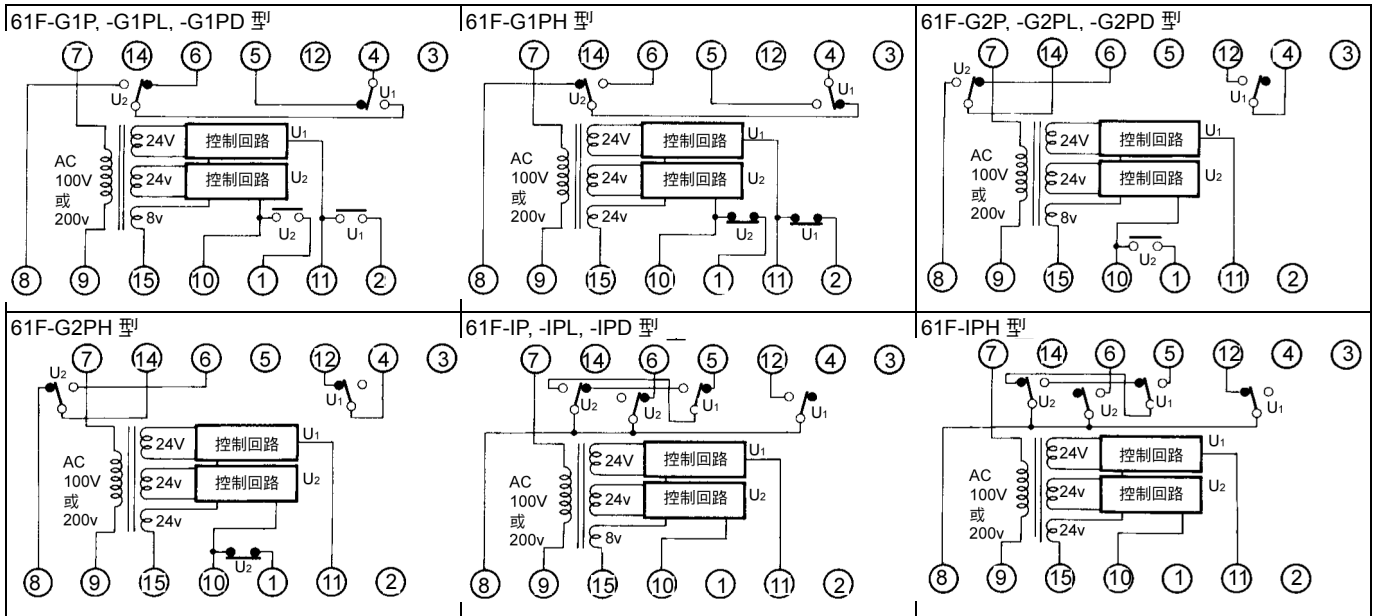 61F-G1P, -G1PL, -G1PD 型
7 14 6 5 12 4 3
U2 U1
24V 控制回路 U1
24v 控制回路 U2
8v
AC
100V
或
200v
U2 U1
8 9 15 10 1 11 2
61F-G1PH 型
7 14 6 5 12 4 3
U2 U1
24V 控制回路 U1
24v 控制回路 U2
24v
AC
100V
或
200v
U2 U1
8 9 15 10 1 11 2
61F-G2P, -G2PL, -G2PD 型
7 14 6 5 12 4 3
U2 U1
24V 控制回路 U1
24v 控制回路 U2
8v
AC
100V
或
200v
U2
8 9 15 10 1 11 2
61F-G2PH 型
7 14 6 5 12 4 3
U2 U1
24V 控制回路 U1
24v 控制回路 U2
24v
AC
100V
或
200v
U2
8 9 15 10 1 11 2
61F-IP, -IPL, -IPD 型
7 14 6 5 12 4 3
U2 U2 U1 U1
24V 控制回路 U1
24v 控制回路 U2
8v
AC
100V
或
200v
8 9 15 10 1 11 2
61F-IPH 型
7 14 6 5 12 4 3
U2 U2 U1 U1
24V 控制回路 U1
24v 控制回路 U2
24v
AC
100V
或
200v
8 9 15 10 1 11 2